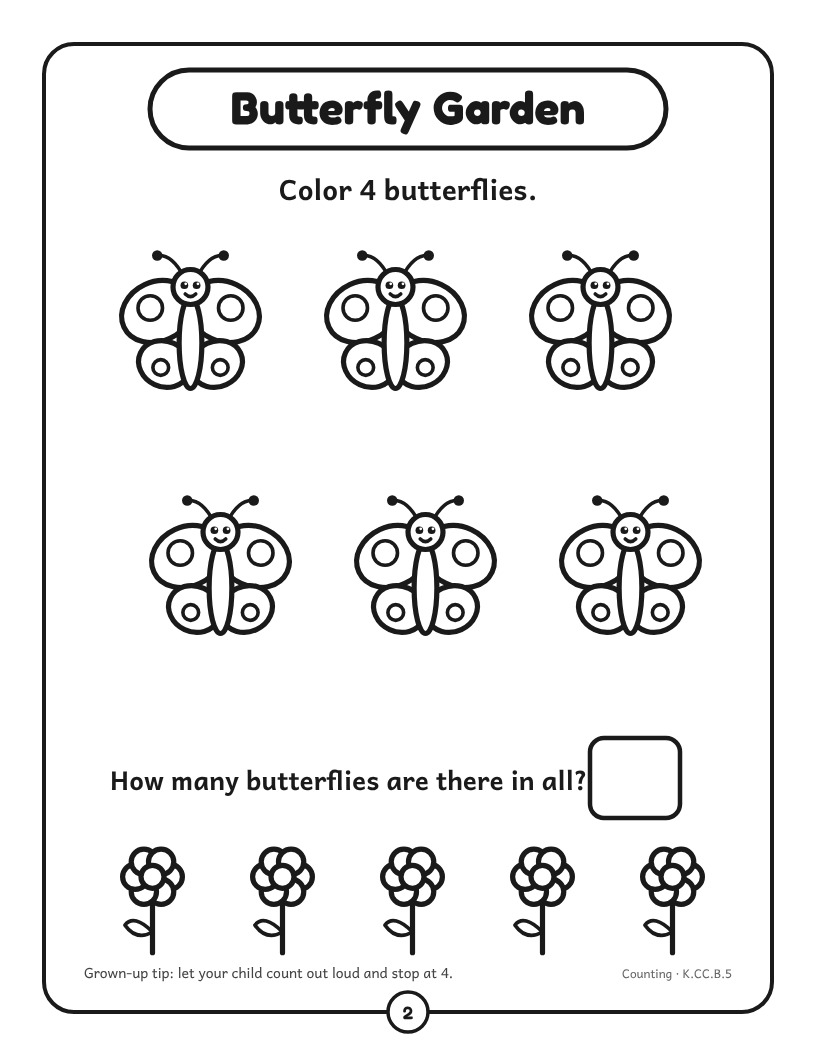 Butterfly Garden
Color 4 butterflies.
How many butterflies are there in all?
Grown-up tip: let your child count out loud and stop at 4.
Counting · K.CC.B.5
2